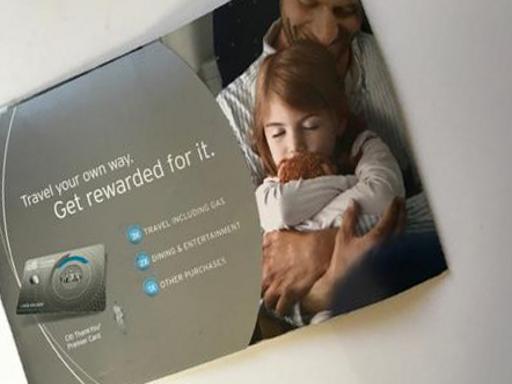 Travel your own way.
Get rewarded for it.
3X TRAVEL INCLUDING GAS
2X DINING & ENTERTAINMENT
1X OTHER PURCHASES
Citi ThankYou®
Premier Card